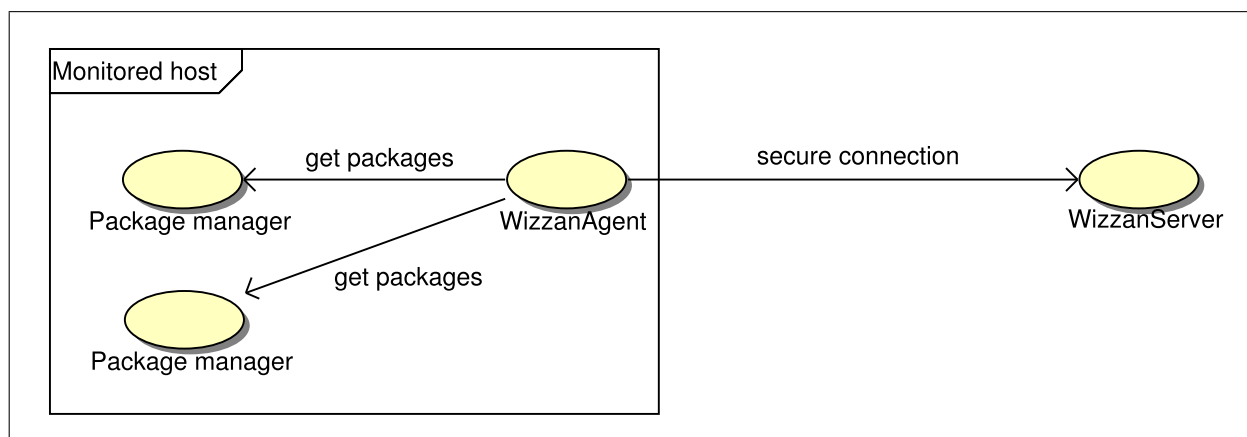 Monitored host
get packages
secure connection
Package manager
WizzanAgent
WizzanServer
get packages
Package manager